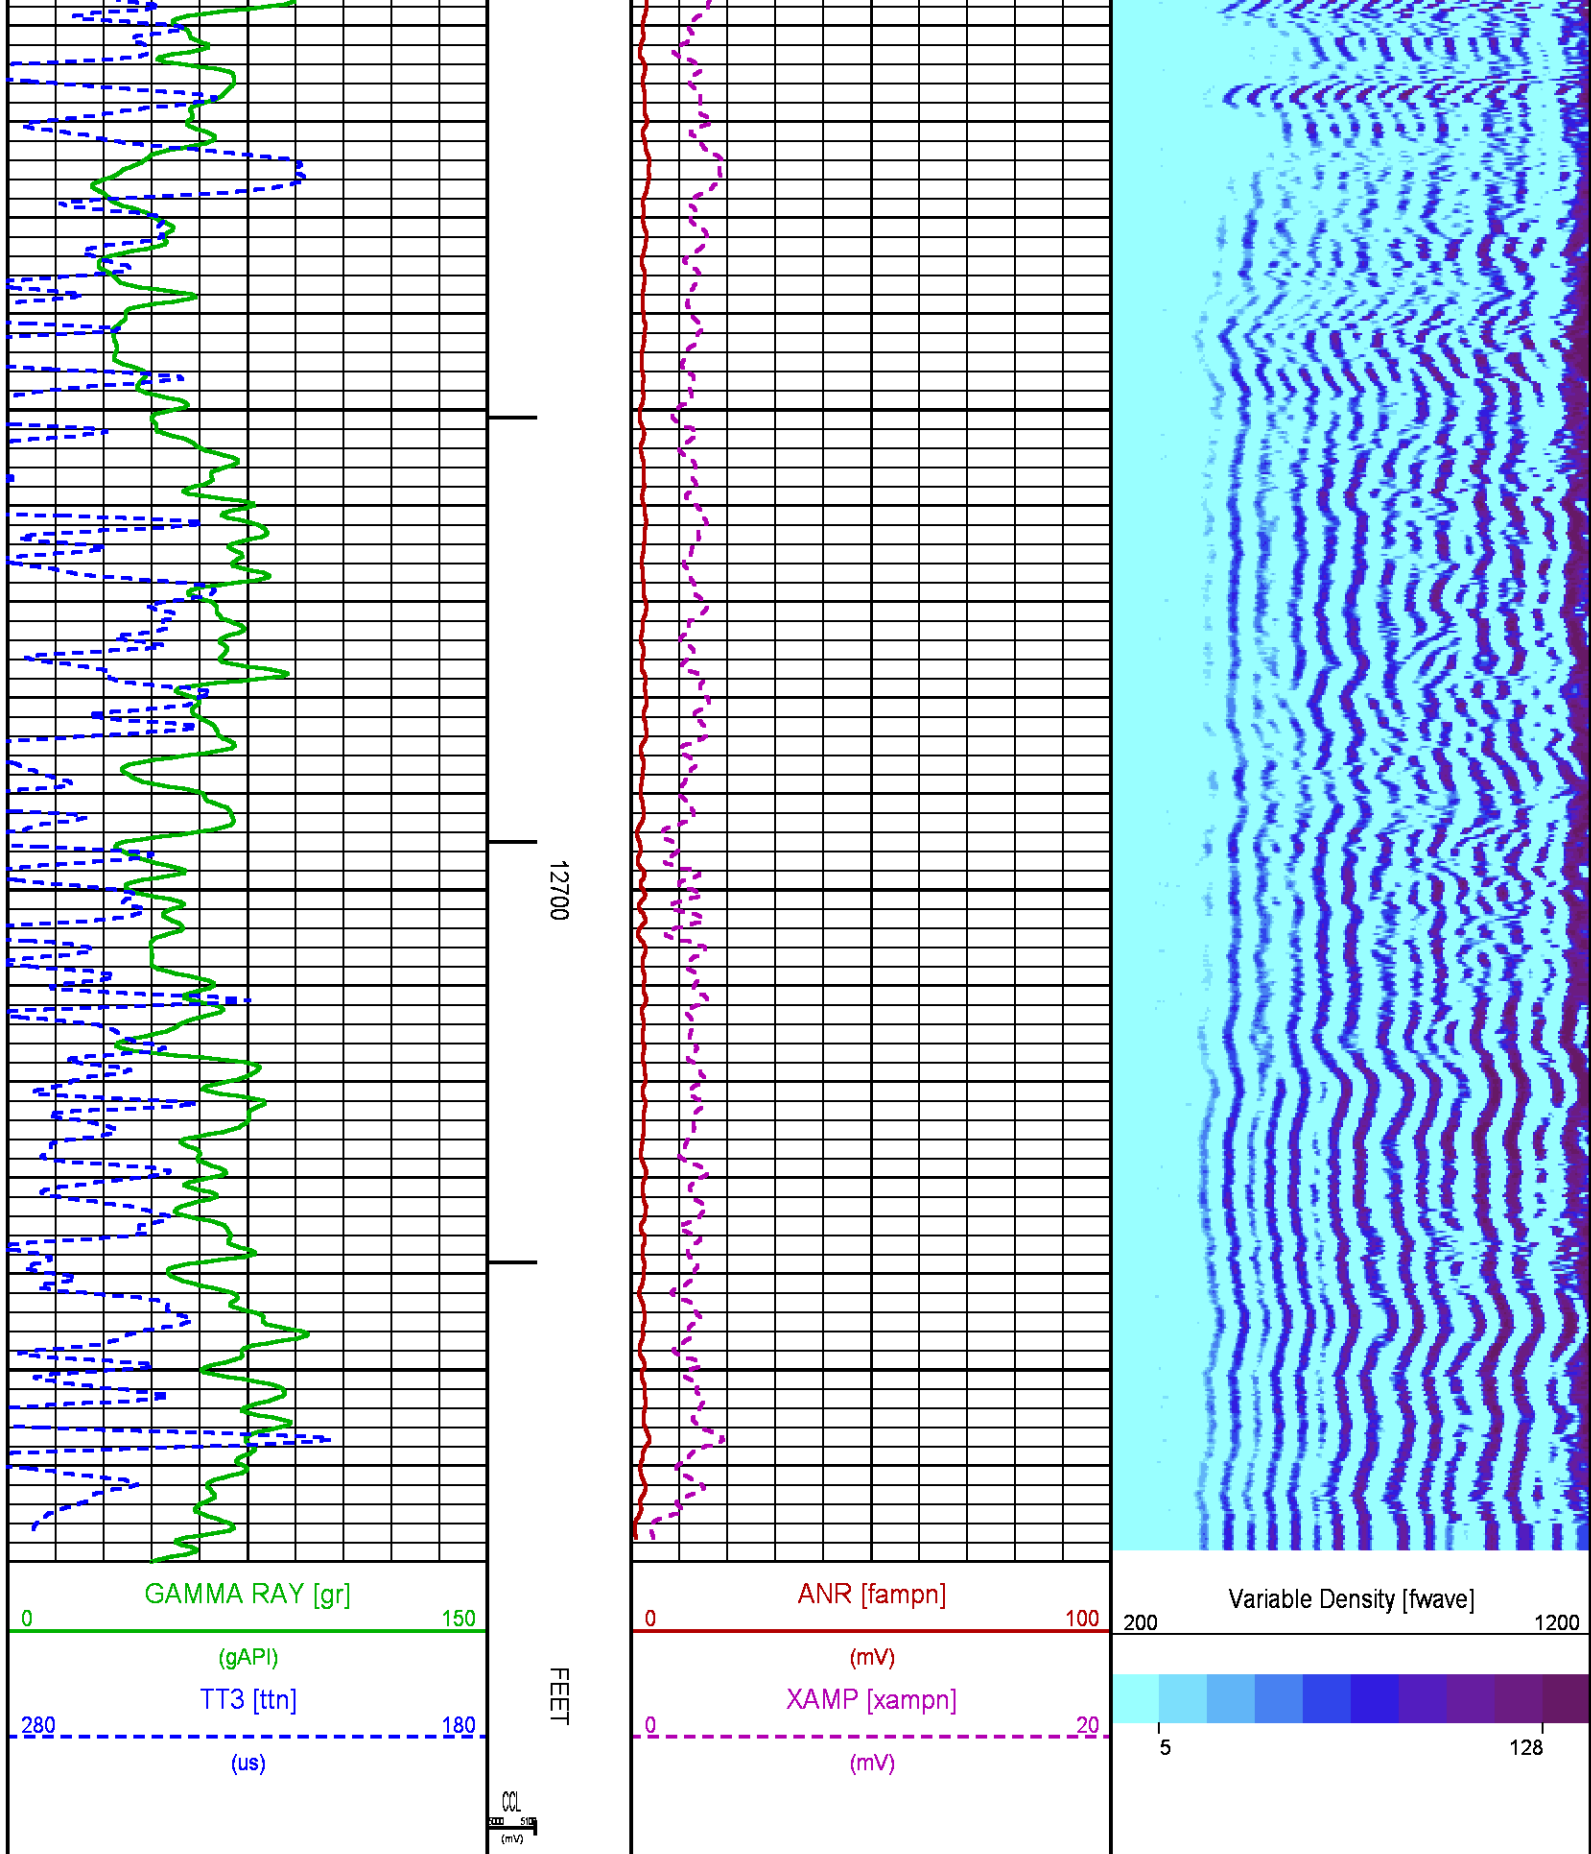 12700
GAMMA RAY [gr]
0 150
(gAPI)
TT3 [ttn]
280 180
(us)
FEET
CCL
(mV)
ANR [fampn]
0 100
(mV)
XAMP [xampn]
0 20
(mV)
Variable Density [fwave]
200 1200
5 128